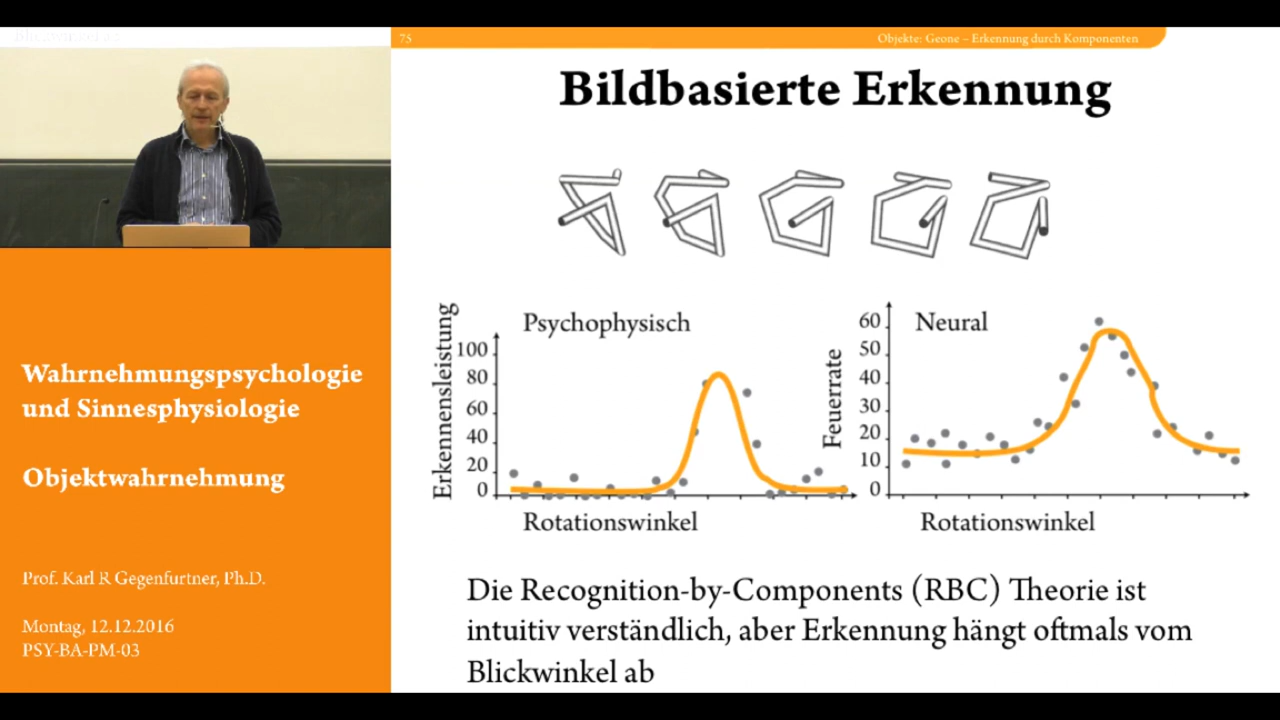 75
Objekte: Geone – Erkennung durch Komponenten
Bildbasierte Erkennung
Psychophysisch
Erkennensleistung
100
80
60
40
20
0
Rotationswinkel
Neural
Feuerrate
60
50
40
30
20
10
0
Rotationswinkel
Die Recognition-by-Components (RBC) Theorie ist
intuitiv verständlich, aber Erkennung hängt oftmals vom
Blickwinkel ab
Wahrnehmungspsychologie
und Sinnesphysiologie
Objektwahrnehmung
Prof. Karl R Gegenfurtner, Ph.D.
Montag, 12.12.2016
PSY-BA-PM-03